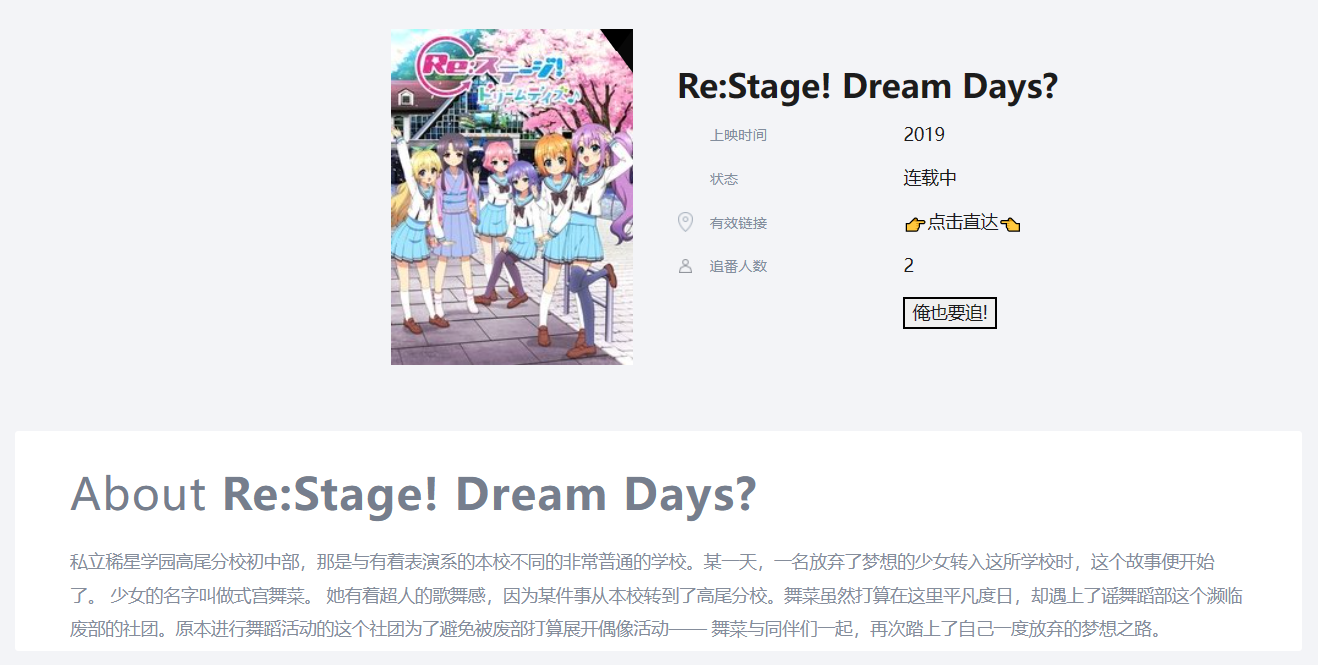 Re:ステージ!
ドリームデイズ♪
Re:Stage! Dream Days?
上映时间 2019
状态 连载中
有效链接 👉点击直达👈
追番人数 2
俺也要追!
About Re:Stage! Dream Days?
私立稀星学园高尾分校初中部，那是与有着表演系的本校不同的非常普通的学校。某一天，一名放弃了梦想的少女转入这所学校时，这个故事便开始
了。 少女的名字叫做式宫舞菜。 她有着超人的歌舞感，因为某件事从本校转到了高尾分校。舞菜虽然打算在这里平凡度日，却遇上了谣舞蹈部这个濒临
废部的社团。原本进行舞蹈活动的这个社团为了避免被废部打算展开偶像活动—— 舞菜与同伴们一起，再次踏上了自己一度放弃的梦想之路。